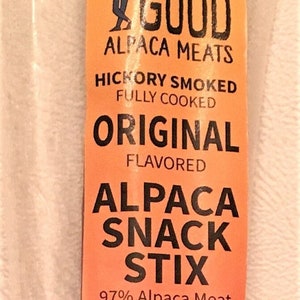 GOOD
ALPACA MEATS
HICKORY SMOKED
FULLY COOKED
ORIGINAL
FLAVORED
ALPACA
SNACK
STIX
97% Alpaca Meat